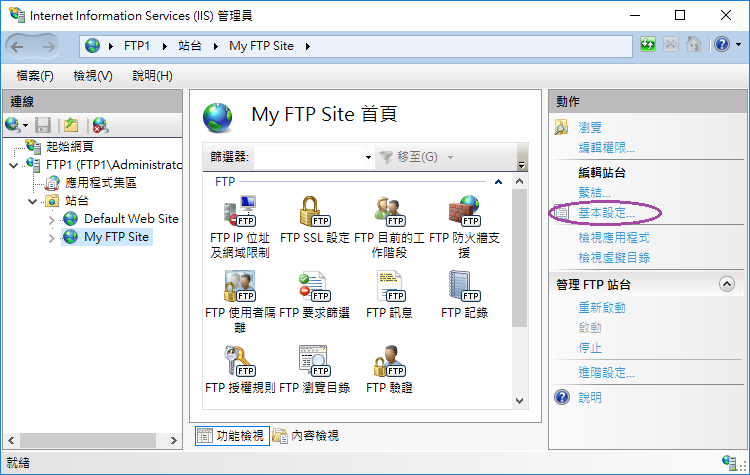 Internet Information Services (IIS) 管理員
FTP1 站台 My FTP Site
檔案(F) 檢視(V) 說明(H)
連線
起始網頁
FTP1 (FTP1\Administrato
應用程式集區
站台
Default Web Site
My FTP Site
My FTP Site 首頁
篩選器: 移至(G)
FTP
FTP IP 位址及網域限制
FTP SSL 設定
FTP 目前的工作階段
FTP 防火牆支援
FTP 使用者隔離
FTP 要求篩選
FTP 訊息
FTP 記錄
FTP 授權規則
FTP 瀏覽目錄
FTP 驗證
功能檢視 內容檢視
動作
瀏覽
編輯權限...
編輯站台
繫結...
基本設定...
檢視應用程式
檢視虛擬目錄
管理 FTP 站台
重新啟動
啟動
停止
進階設定...
說明
就緒